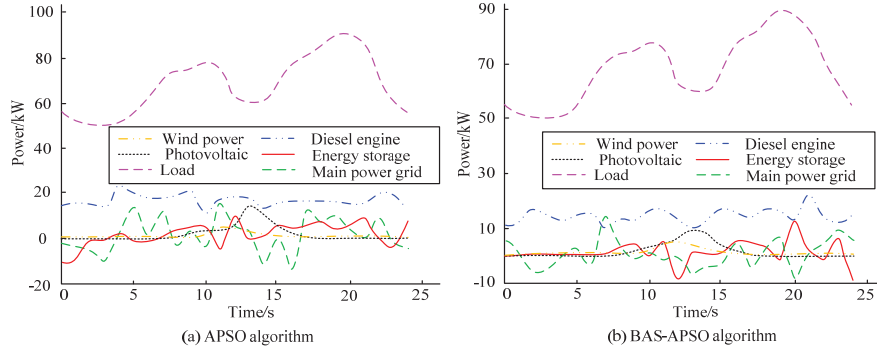 100
80
60
40
20
0
-20
Power/kW
Wind power
Photovoltaic
Load
Diesel engine
Energy storage
Main power grid
0 5 10 15 20 25
Time/s
(a) APSO algorithm
90
70
50
30
10
-10
Power/kW
Wind power
Photovoltaic
Load
Diesel engine
Energy storage
Main power grid
0 5 10 15 20 25
Time/s
(b) BAS-APSO algorithm